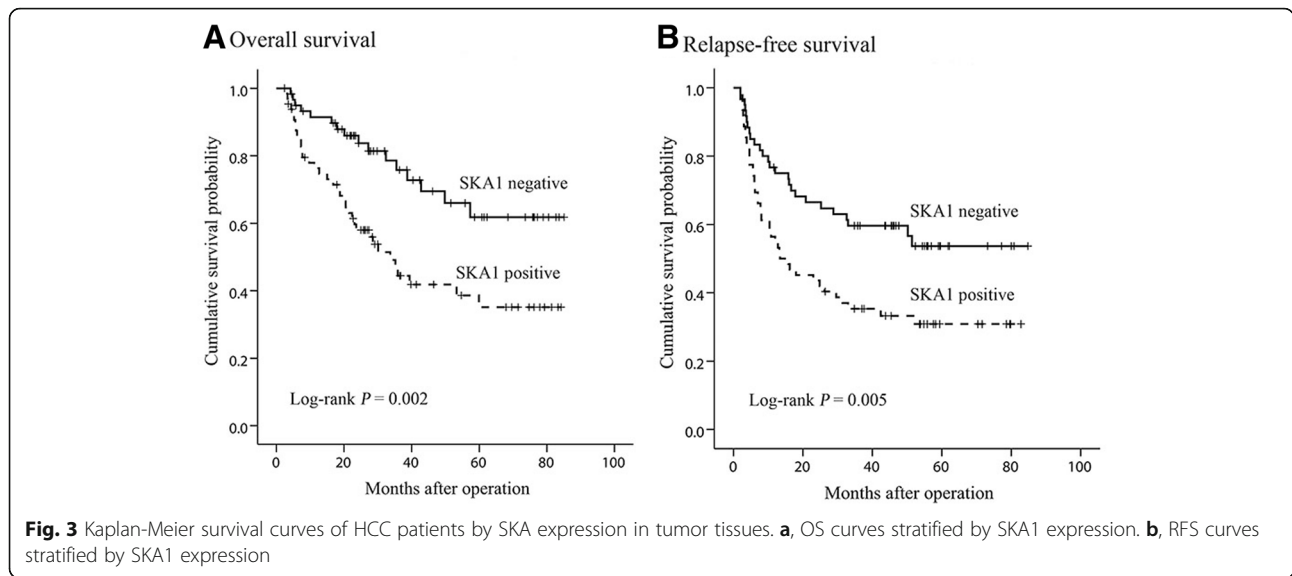 A Overall survival
1.0
0.8
0.6
0.4
0.2
0.0
Cumulative survival probability
SKA1 negative
SKA1 positive
Log-rank P = 0.002
0 20 40 60 80 100
Months after operation
B Relapse-free survival
1.0
0.8
0.6
0.4
0.2
0.0
Cumulative survival probability
SKA1 negative
SKA1 positive
Log-rank P = 0.005
0 20 40 60 80 100
Months after operation
Fig. 3 Kaplan-Meier survival curves of HCC patients by SKA expression in tumor tissues. a, OS curves stratified by SKA1 expression. b, RFS curves
stratified by SKA1 expression